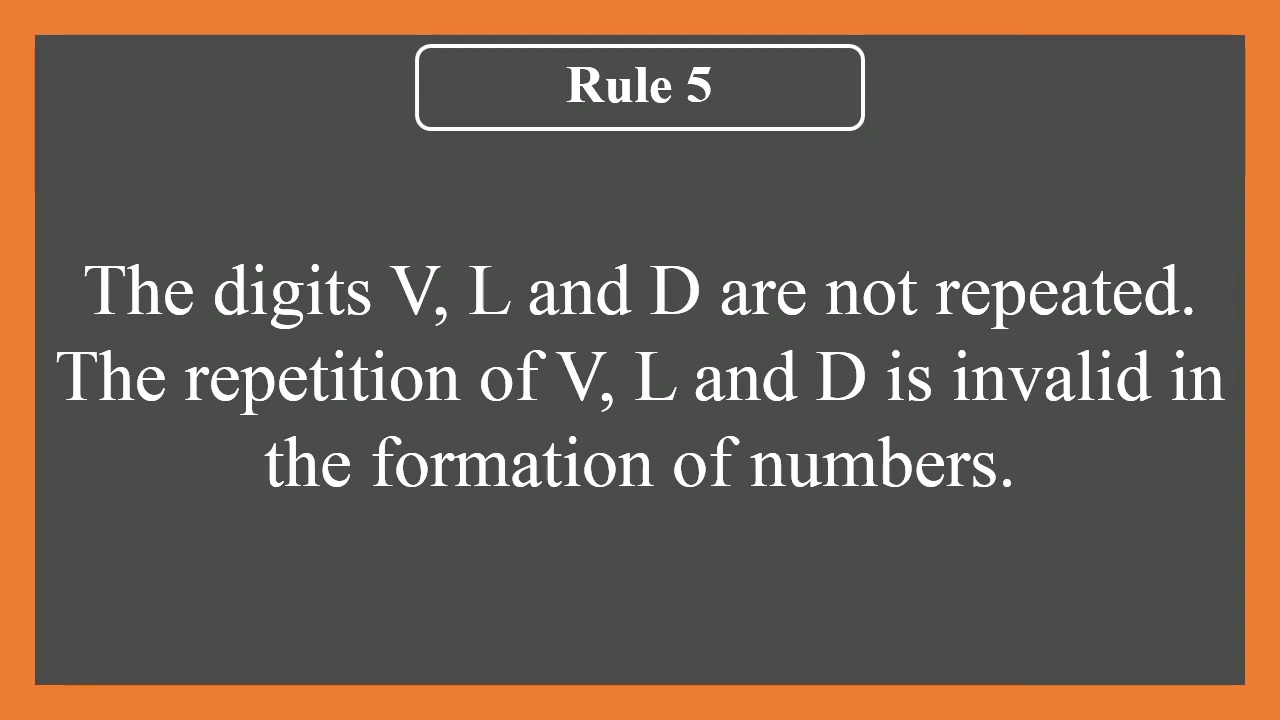 Rule 5
The digits V, L and D are not repeated.
The repetition of V, L and D is invalid in
the formation of numbers.